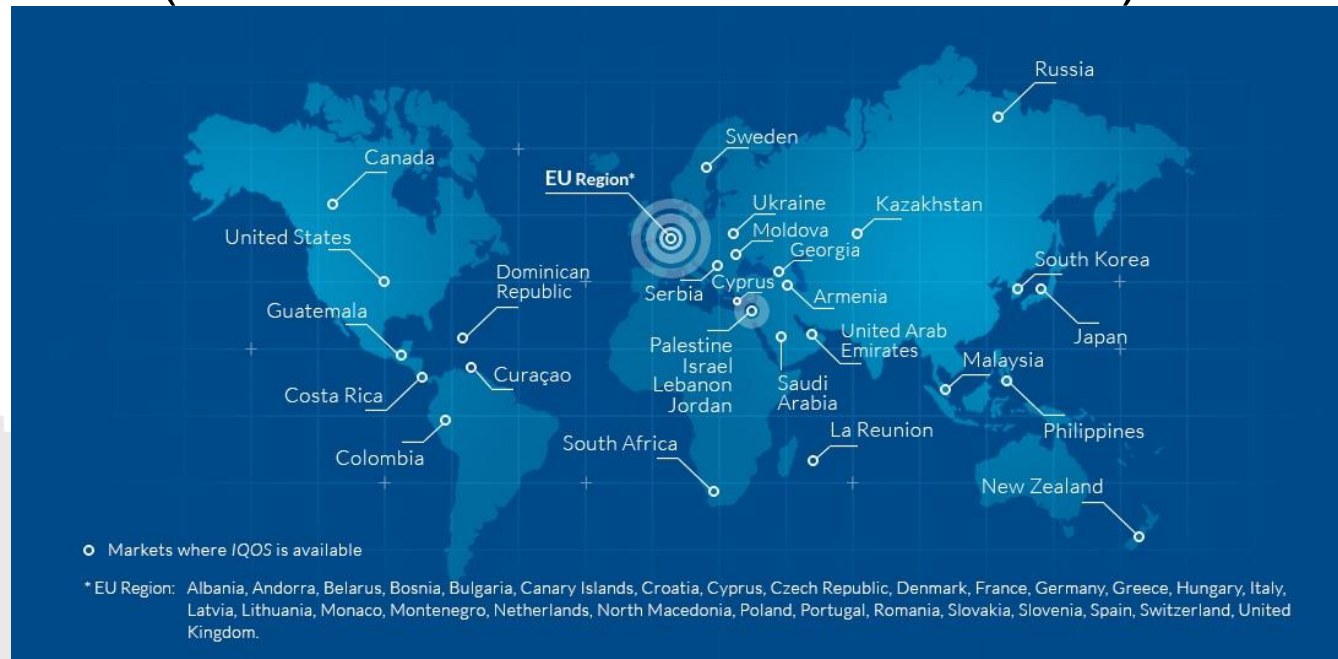 Russia
Sweden
Canada
EU Region*
Ukraine
Kazakhstan
Moldova
United States
Georgia
South Korea
Dominican
Republic
Cyprus
Serbia
Armenia
Guatemala
United Arab
Emirates
Japan
Palestine
Israel
Lebanon
Jordan
Malaysia
Curaçao
Saudi
Arabia
Costa Rica
La Reunion
Philippines
South Africa
Colombia
New Zealand
Markets where IQOS is available
* EU Region: Albania, Andorra, Belarus, Bosnia, Bulgaria, Canary Islands, Croatia, Cyprus, Czech Republic, Denmark, France, Germany, Greece, Hungary, Italy,
Latvia, Lithuania, Monaco, Montenegro, Netherlands, North Macedonia, Poland, Portugal, Romania, Slovakia, Slovenia, Spain, Switzerland, United
Kingdom.